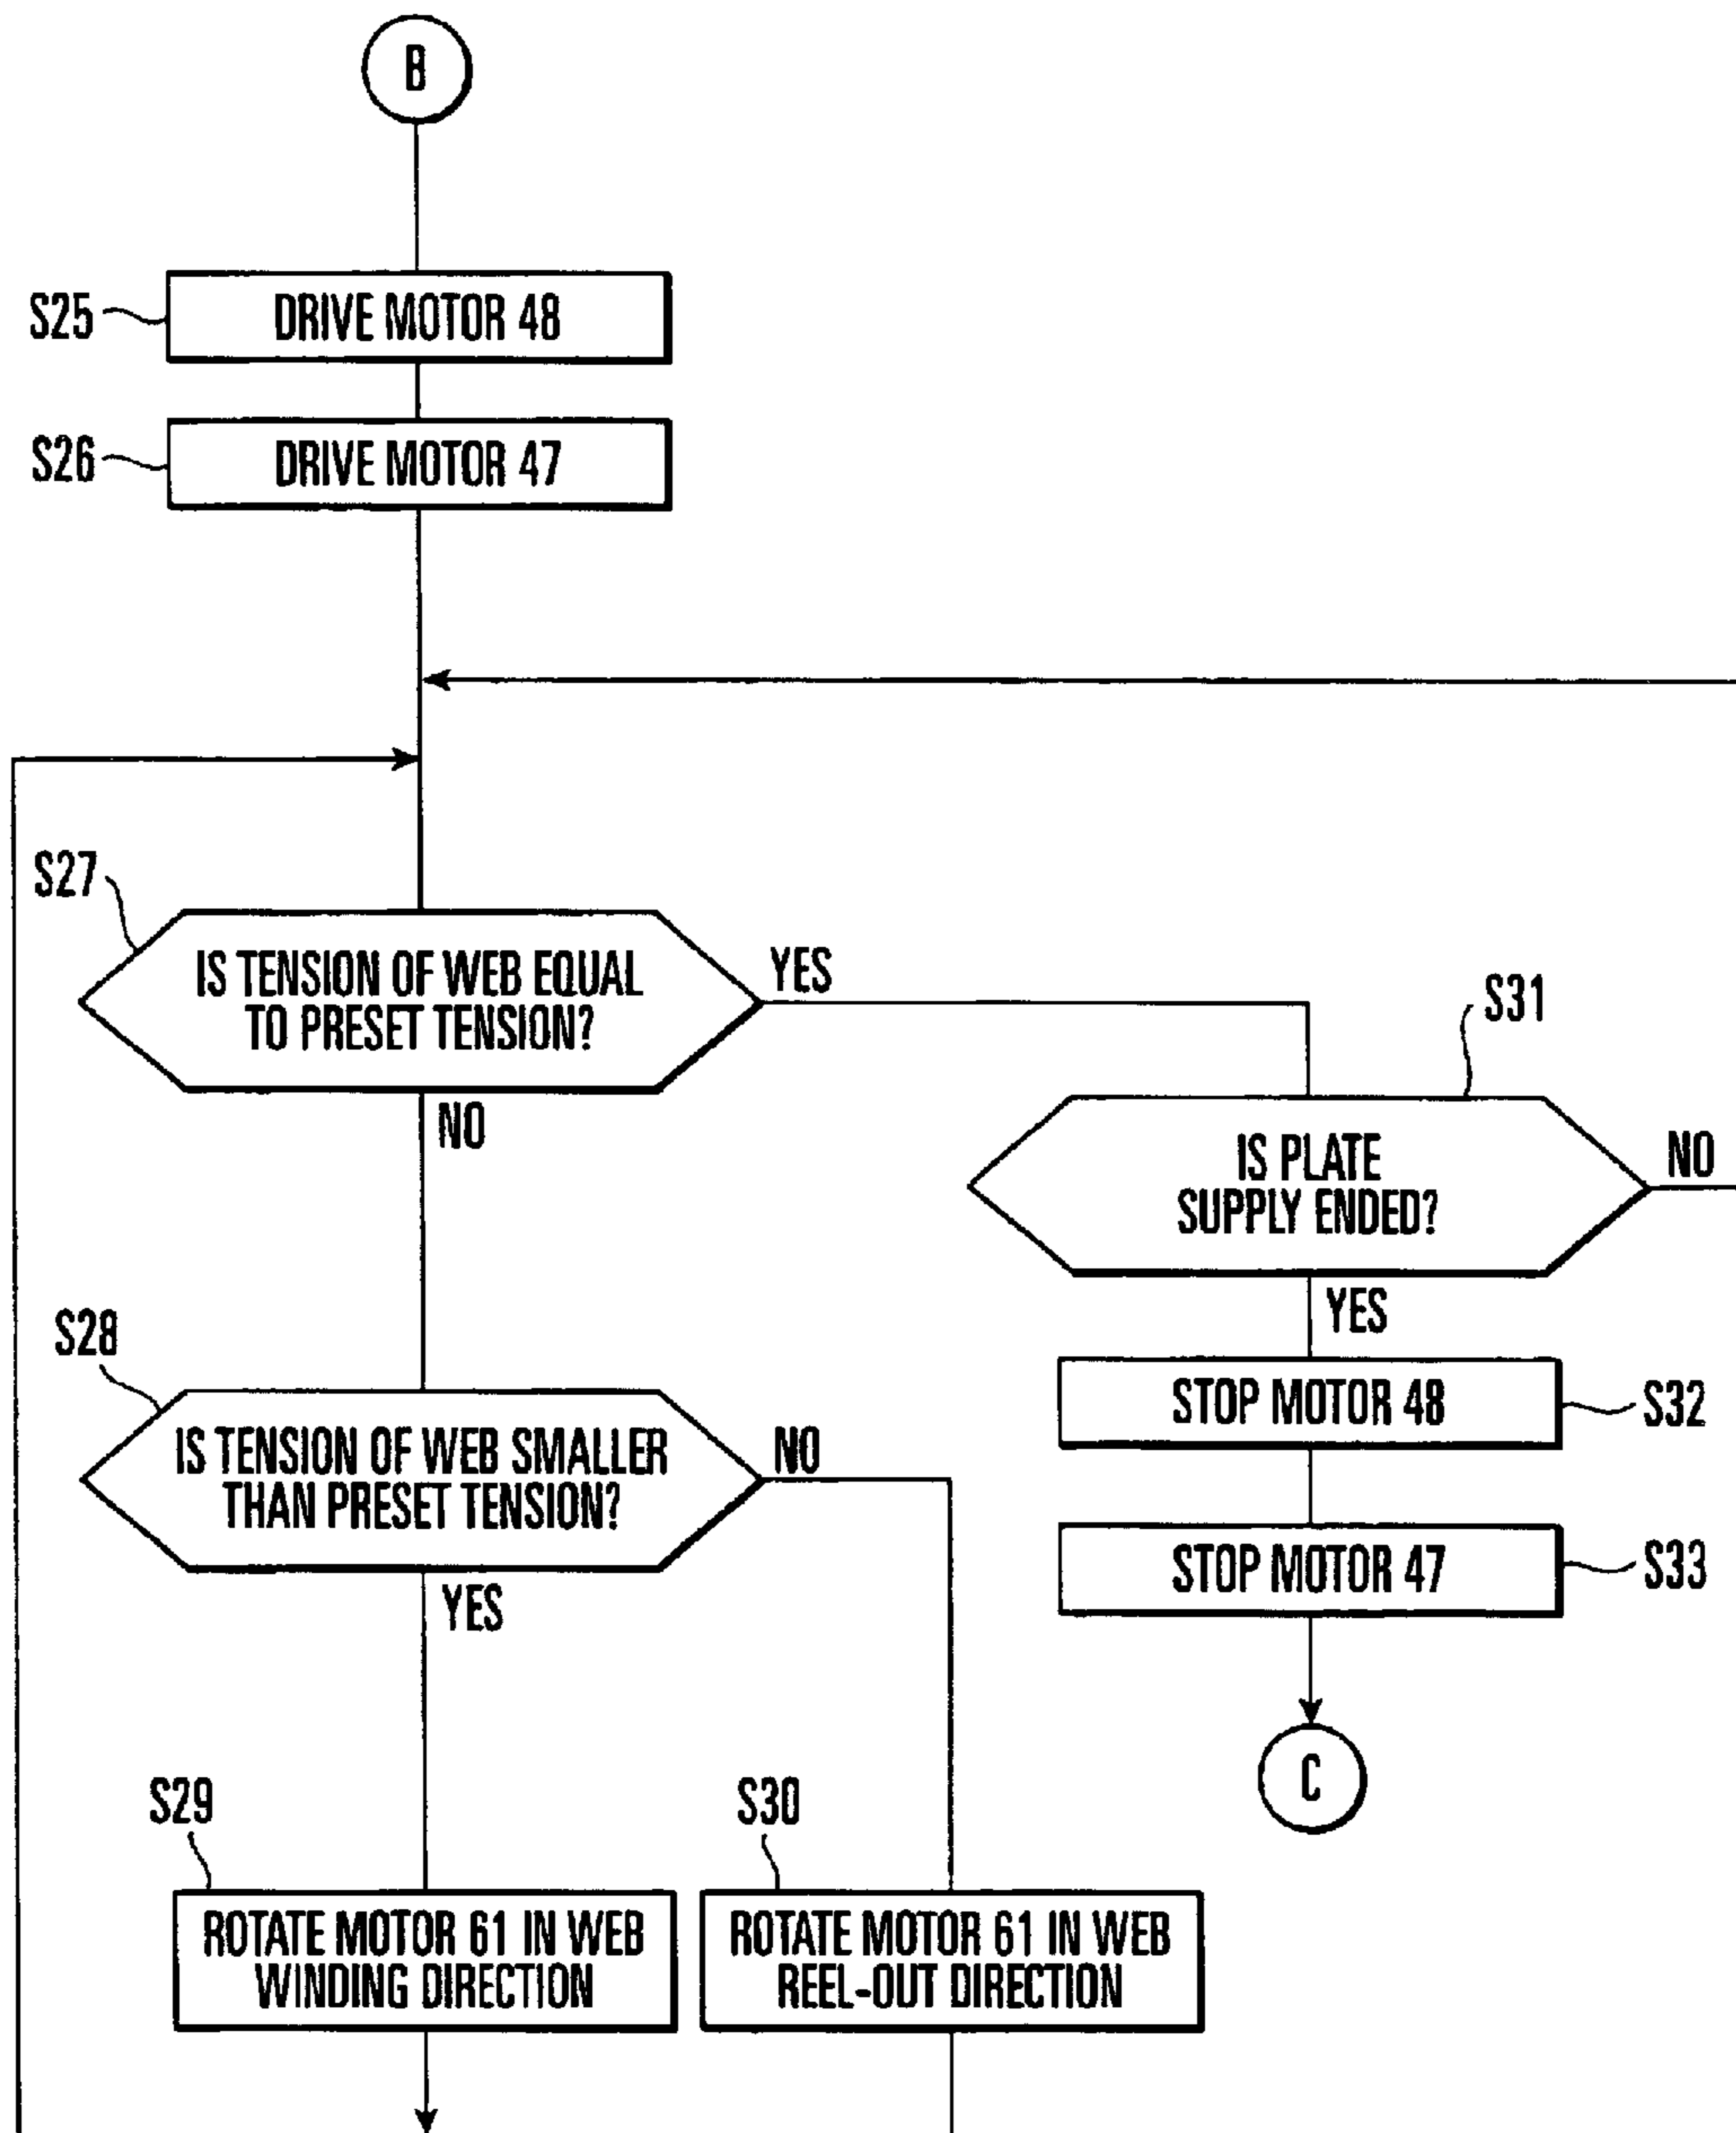 B
S25
DRIVE MOTOR 48
S26
DRIVE MOTOR 47
S27
IS TENSION OF WEB EQUAL
TO PRESET TENSION?
YES
NO
S31
IS PLATE
SUPPLY ENDED?
NO
YES
S28
IS TENSION OF WEB SMALLER
THAN PRESET TENSION?
NO
YES
STOP MOTOR 48
S32
STOP MOTOR 47
S33
C
S29
ROTATE MOTOR 61 IN WEB
WINDING DIRECTION
S30
ROTATE MOTOR 61 IN WEB
REEL-OUT DIRECTION